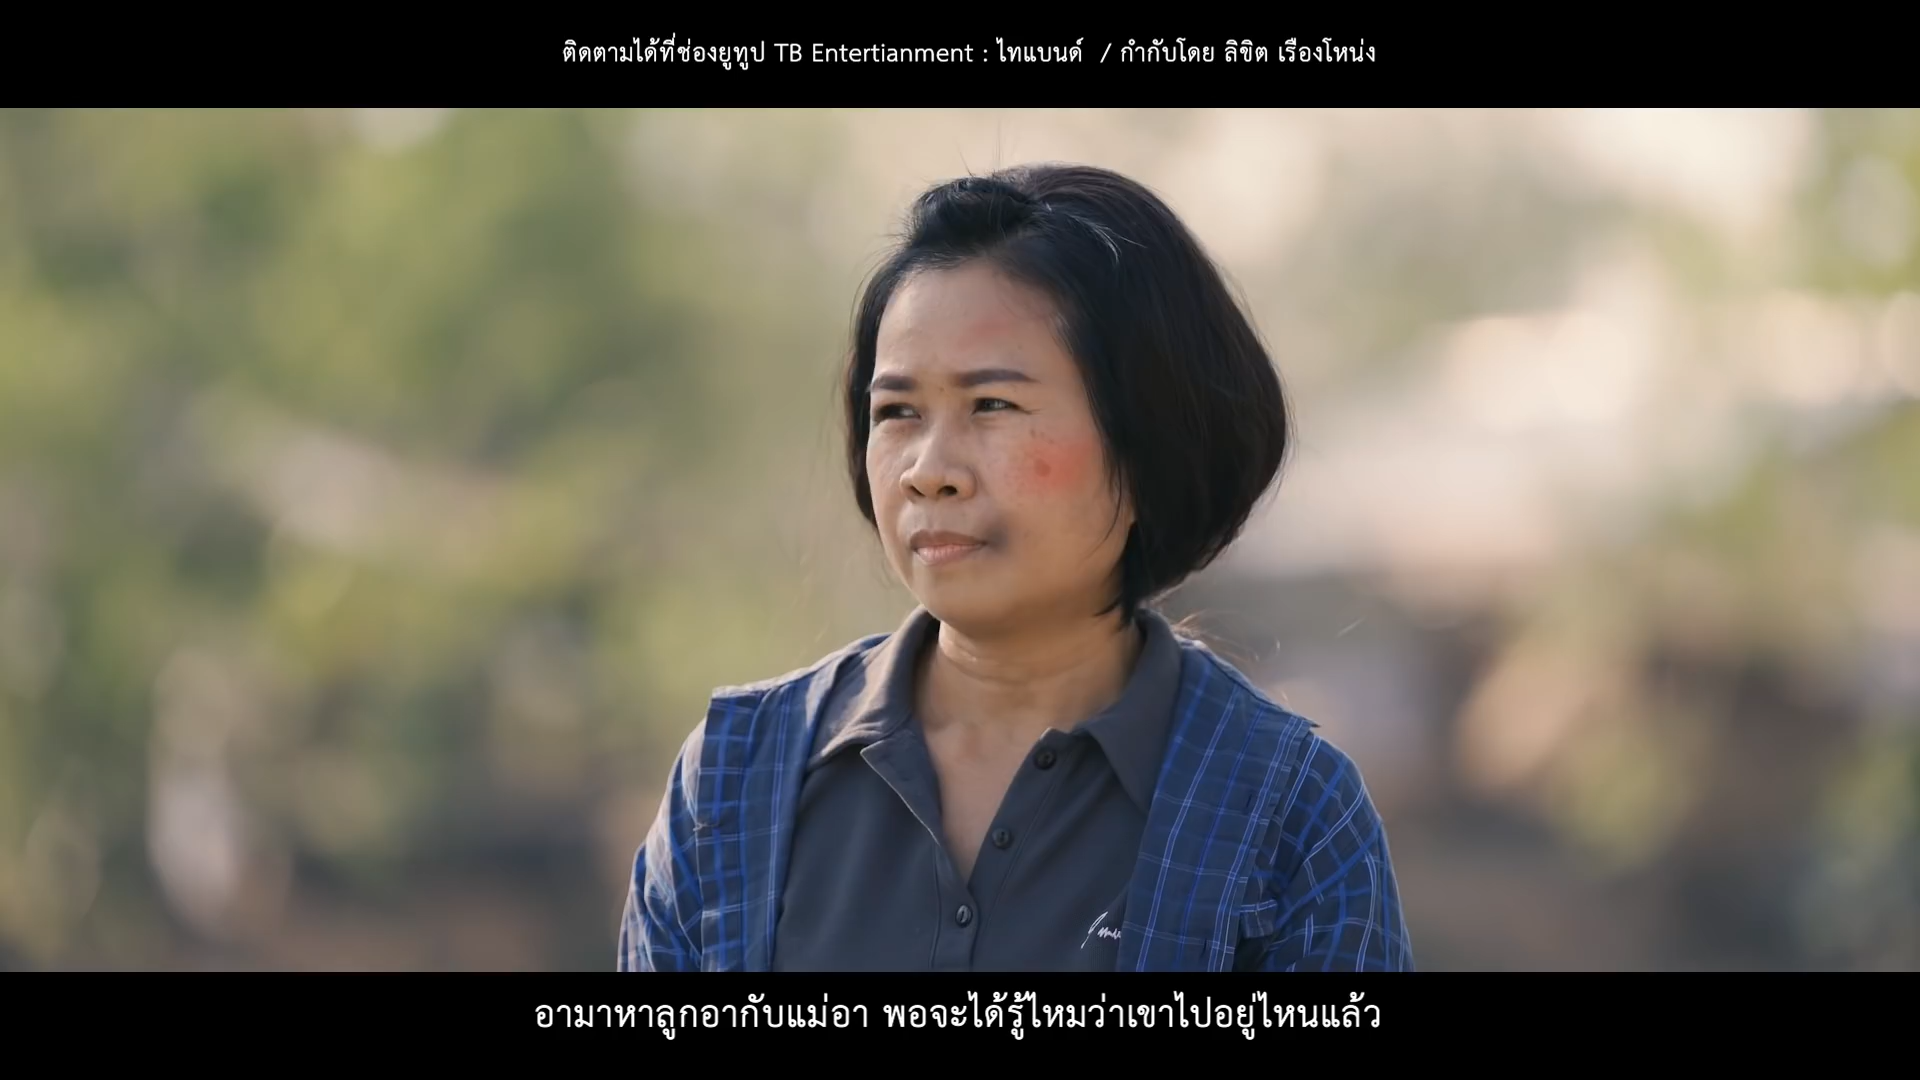 ติดตามได้ที่ช่องยูทูป TB Entertianment : ไทแบนด์ / กำกับโดย ลิขิต เรืองโหน่ง
อามาหาลูกอากับแม่อา พอจะได้รู้ไหมว่าเขาไปอยู่ไหนแล้ว